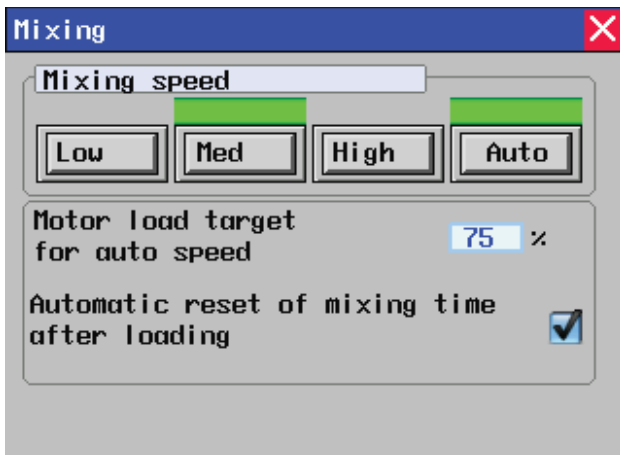 Mixing
Mixing speed
Low Med High Auto
Motor load target
for auto speed
75 %
Automatic reset of mixing time
after loading